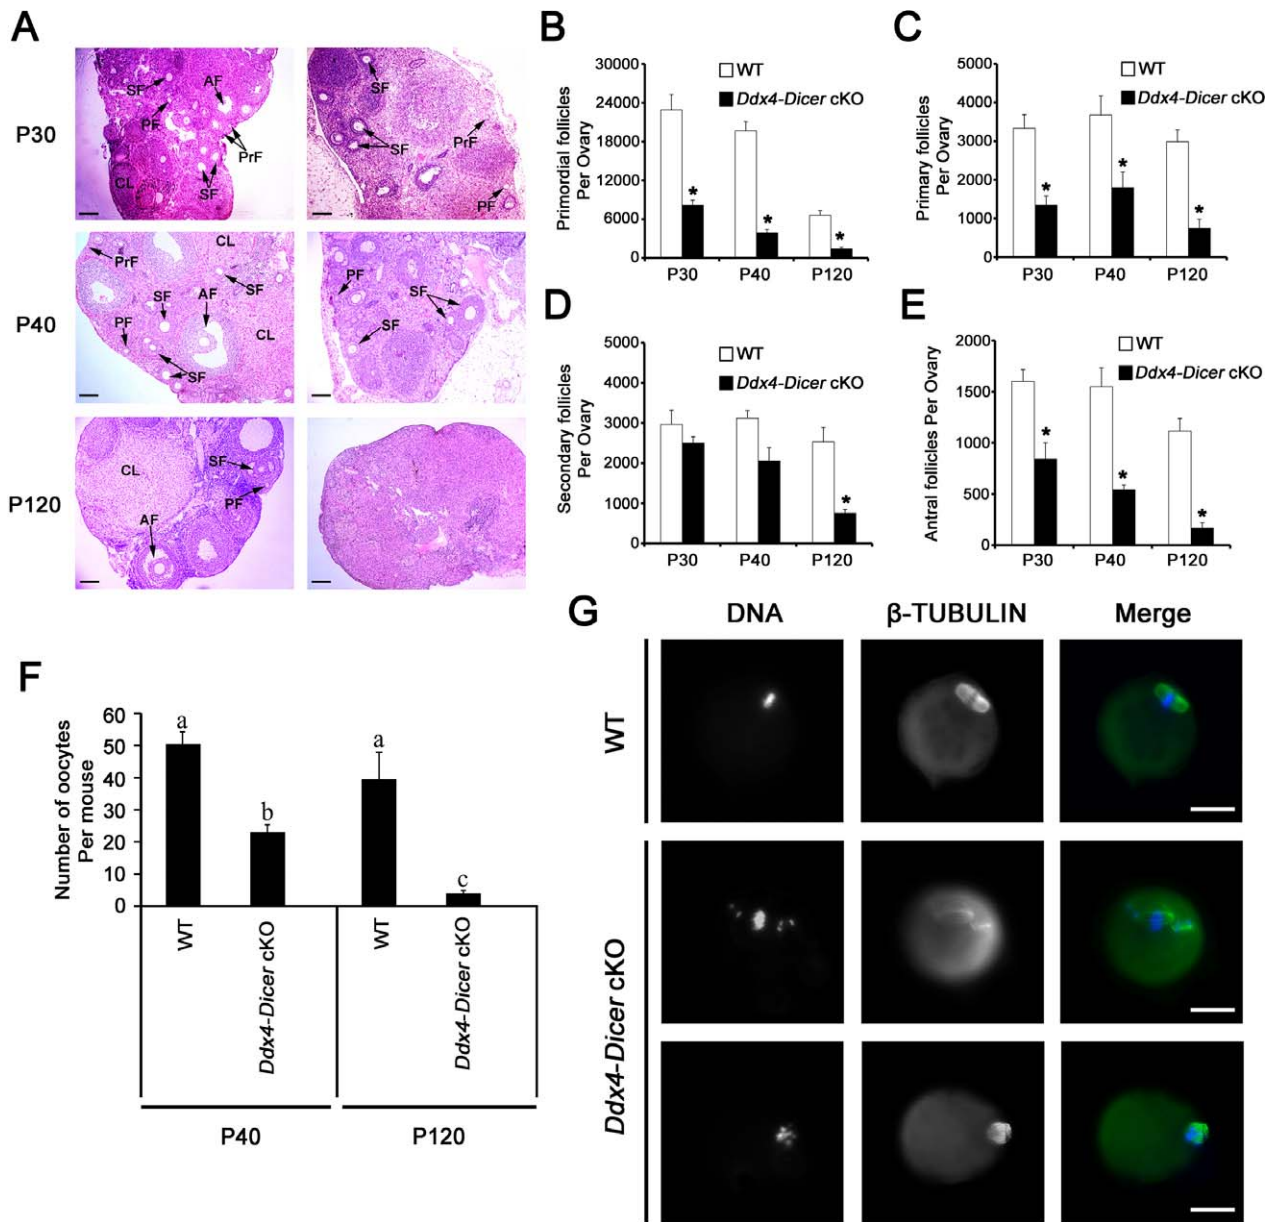 A
P30
SF
AF
PF
PrF
SF
CL
SF
SF
PrF
PF
P40
CL
PrF
SF
AF
SF
PF
CL
SF
PF
SF
SF
P120
CL
SF
PF
AF
B
Primordial follicles
Per Ovary
30000
24000
18000
12000
6000
0
WT
Ddx4-Dicer cKO
*
*
*
P30
P40
P120
C
Primary follicles
Per Ovary
5000
4000
3000
2000
1000
0
WT
Ddx4-Dicer cKO
*
*
*
P30
P40
P120
D
Secondary follicles
Per Ovary
5000
4000
3000
2000
1000
0
WT
Ddx4-Dicer cKO
*
P30
P40
P120
E
Antral follicles Per Ovary
2000
1500
1000
500
0
WT
Ddx4-Dicer cKO
*
*
*
P30
P40
P120
F
Number of oocytes
Per mouse
60
50
40
30
20
10
0
a
b
a
c
WT
Ddx4-Dicer cKO
WT
Ddx4-Dicer cKO
P40
P120
G
DNA
β-TUBULIN
Merge
WT
Ddx4-Dicer cKO